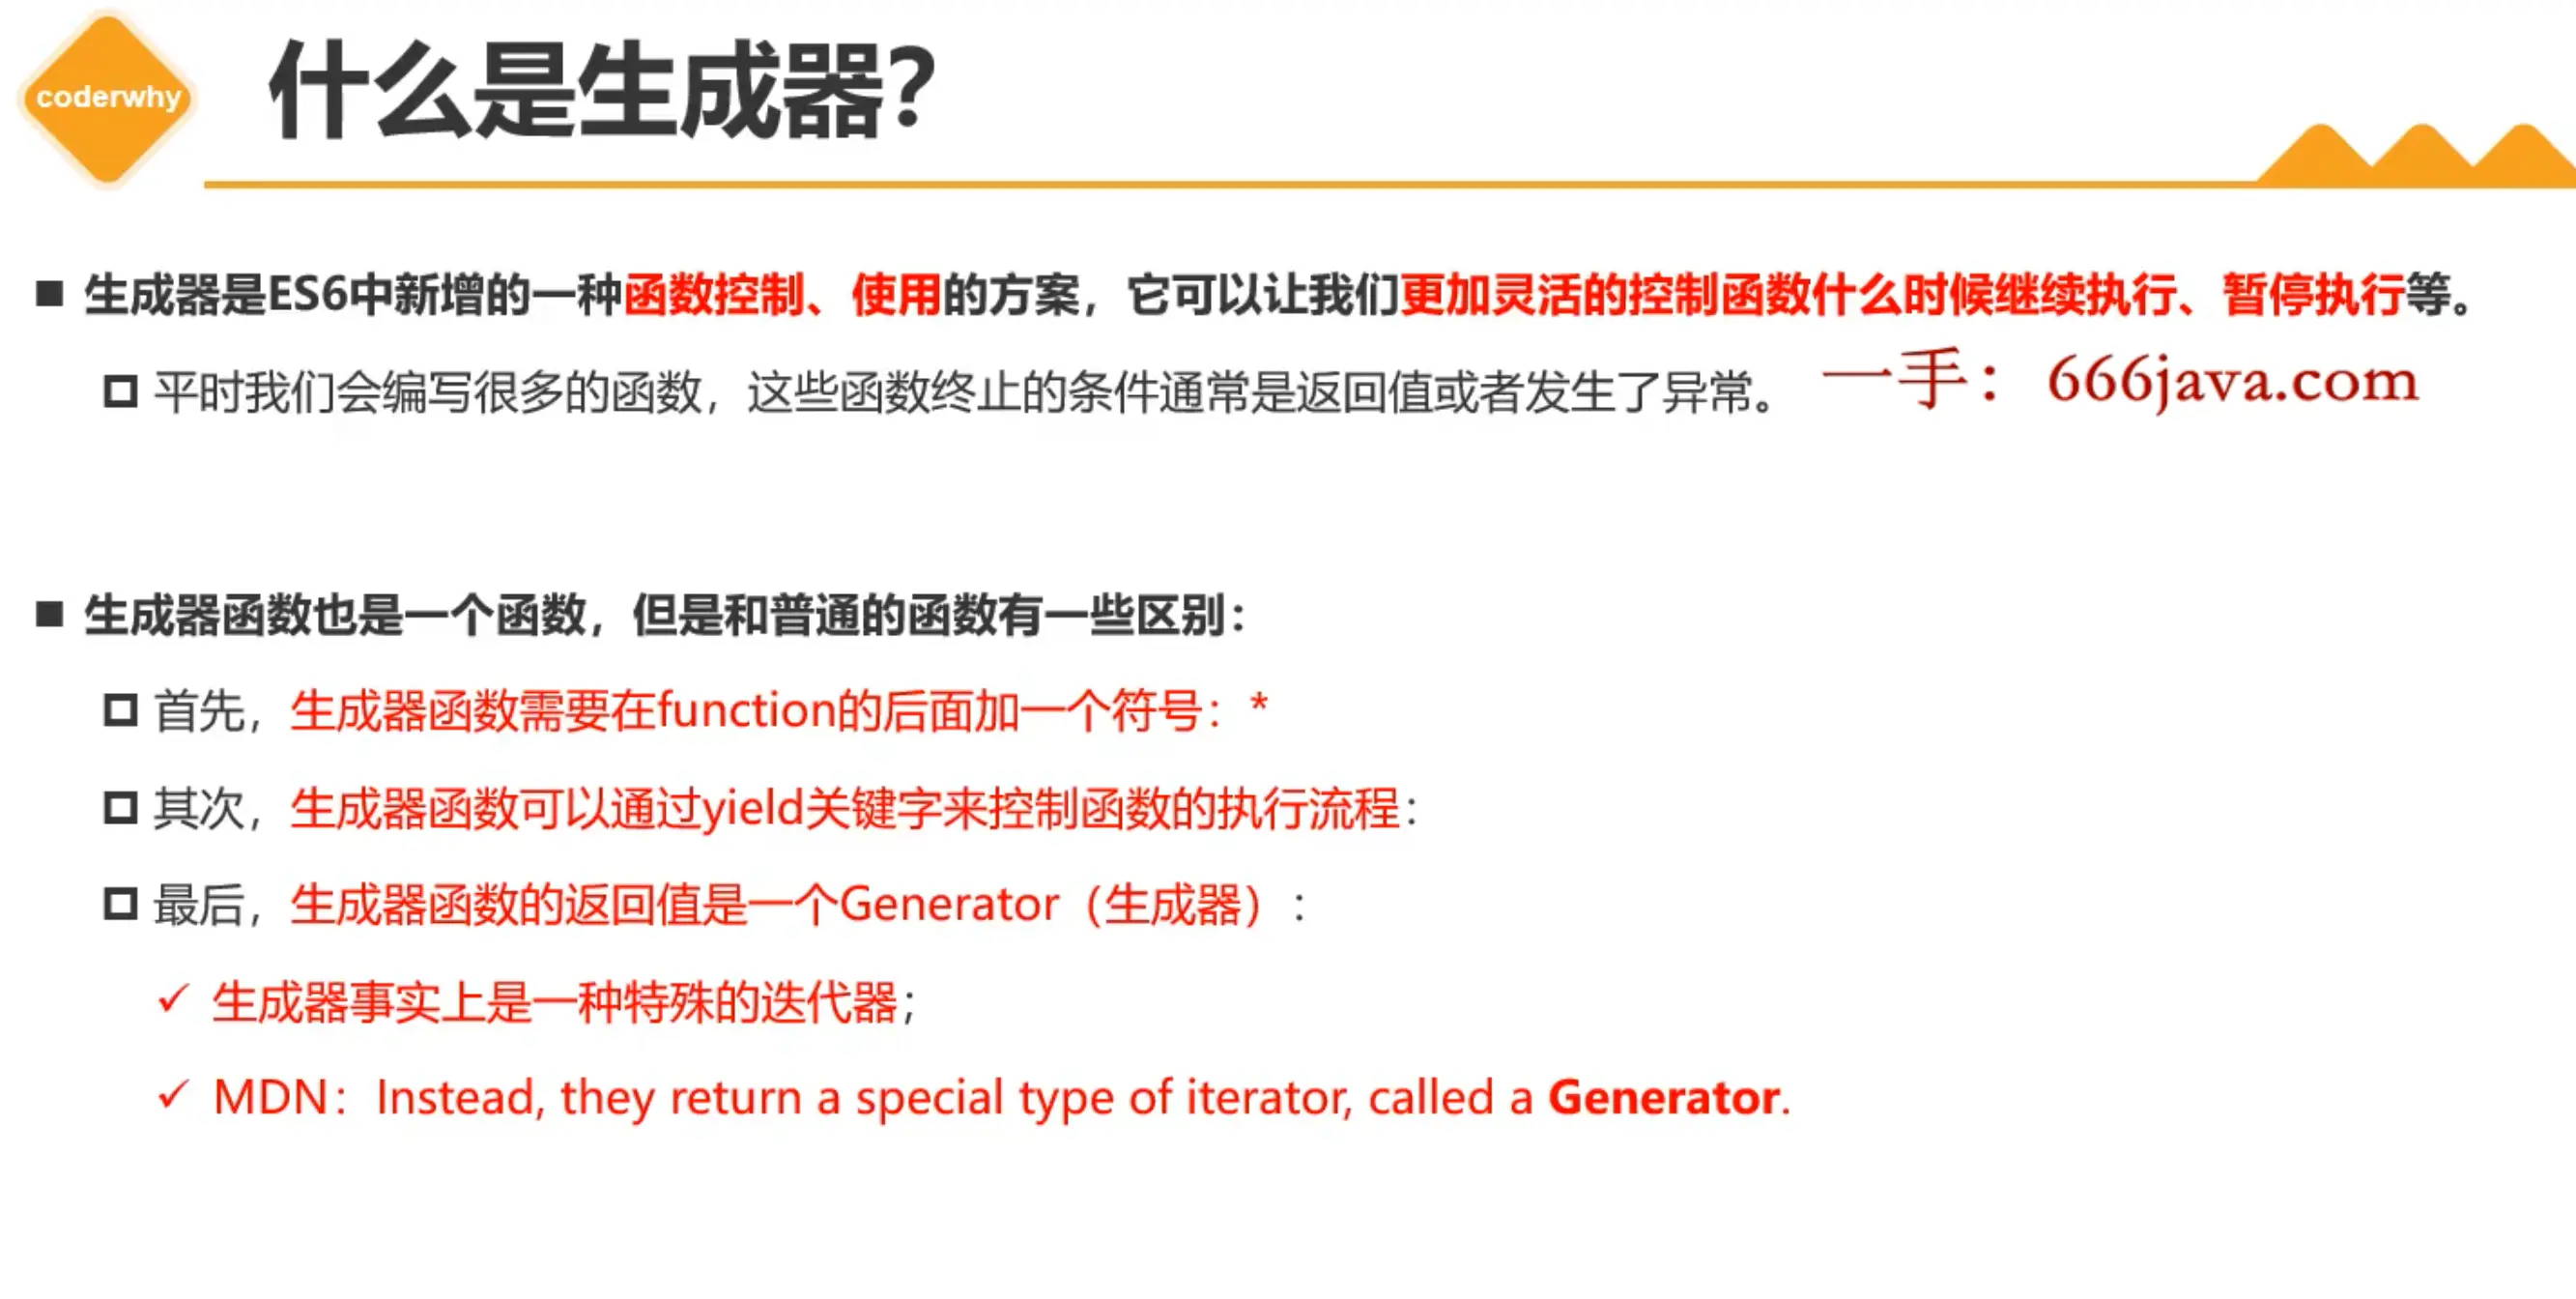 coderwhy
什么是生成器?
生成器是ES6中新增的一种函数控制、使用的方案，它可以让我们更加灵活的控制函数什么时候继续执行、暂停执行等。
平时我们会编写很多的函数，这些函数终止的条件通常是返回值或者发生了异常。
一手：666java.com
生成器函数也是一个函数，但是和普通的函数有一些区别：
首先，生成器函数需要在function的后面加一个符号：*
其次，生成器函数可以通过yield关键字来控制函数的执行流程：
最后，生成器函数的返回值是一个Generator（生成器）：
生成器事实上是一种特殊的迭代器；
MDN：Instead, they return a special type of iterator, called a Generator.